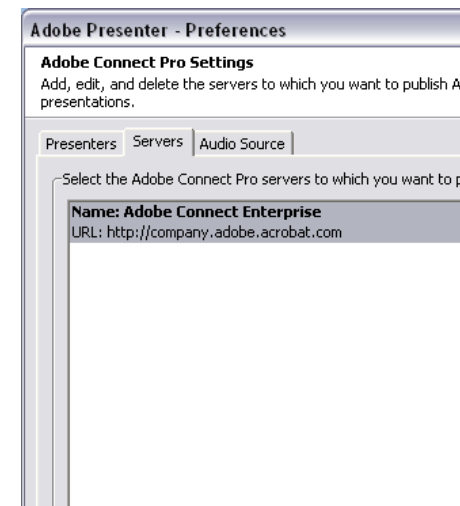 Adobe Presenter - Preferences
Adobe Connect Pro Settings
Add, edit, and delete the servers to which you want to publish A
presentations.
Presenters Servers Audio Source
Select the Adobe Connect Pro servers to which you want to p
Name: Adobe Connect Enterprise
URL: http://company.adobe.acrobat.com